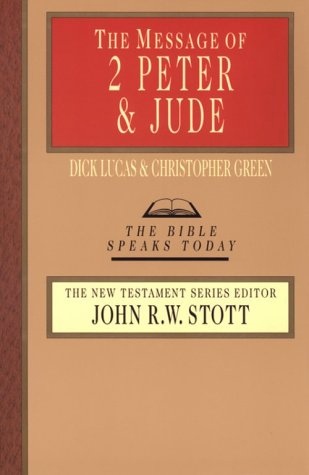 THE MESSAGE OF
2 PETER
& JUDE
DICK LUCAS & CHRISTOPHER GREEN
THE BIBLE
SPEAKS TODAY
THE NEW TESTAMENT SERIES EDITOR
JOHN R.W. STOTT